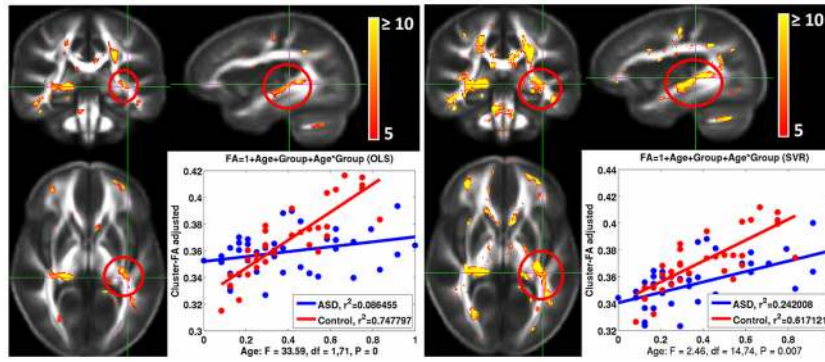 ≥ 10
5
FA=1+Age+Group+Age*Group (OLS)
Cluster-FA adjusted
0.42
0.4
0.38
0.36
0.34
0.32
0.3
0 0.2 0.4 0.6 0.8 1
ASD, r²=0.086455
Control, r²=0.747797
Age: F = 33.59, df = 1,71, P = 0
≥ 10
5
FA=1+Age+Group+Age*Group (SVR)
Cluster-FA adjusted
0.44
0.42
0.4
0.38
0.36
0.34
0.32
0 0.2 0.4 0.6 0.8
ASD, r²=0.242008
Control, r²=0.617121
Age: F = 2.46, df = 14,74, P = 0.007